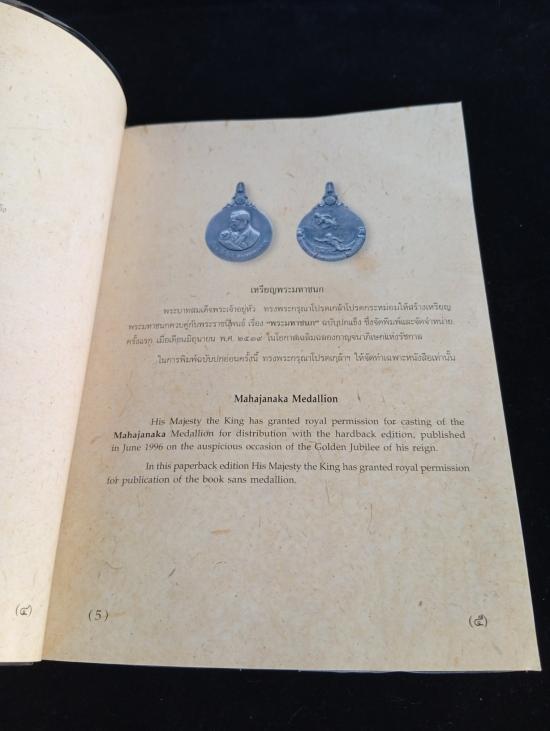 เหรียญพระมหาชนก
พระบาทสมเด็จพระเจ้าอยู่หัว ทรงพระกรุณาโปรดเกล้าโปรดกระหม่อมให้สร้างเหรียญ
พระมหาชนกควบคู่กับพระราชนิพนธ์ เรื่อง "พระมหาชนก" ฉบับปกแข็ง ซึ่งจัดพิมพ์และจัดจำหน่าย
ครั้งแรก เมื่อเดือนมิถุนายน พ.ศ. ๒๕๓๙ ในโอกาสเฉลิมฉลองกาญจนาภิเษกแห่งรัชกาล
ในการพิมพ์ฉบับปกอ่อนครั้งนี้ ทรงพระกรุณาโปรดเกล้าฯ ให้จัดทำเฉพาะหนังสือเท่านั้น
Mahajanaka Medallion
His Majesty the King has granted royal permission for casting of the
Mahajanaka Medallion for distribution with the hardback edition, published
in June 1996 on the auspicious occasion of the Golden Jubilee of his reign.
In this paperback edition His Majesty the King has granted royal permission
for publication of the book sans medallion.
(๔)
(5)
(๕)